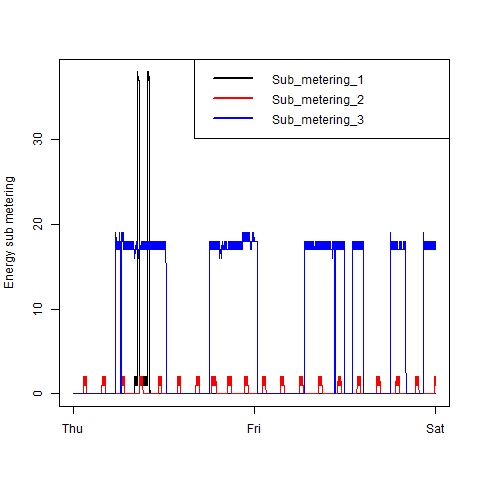 Sub_metering_1
Sub_metering_2
Sub_metering_3
Energy sub metering
30
20
10
0
Thu Fri Sat